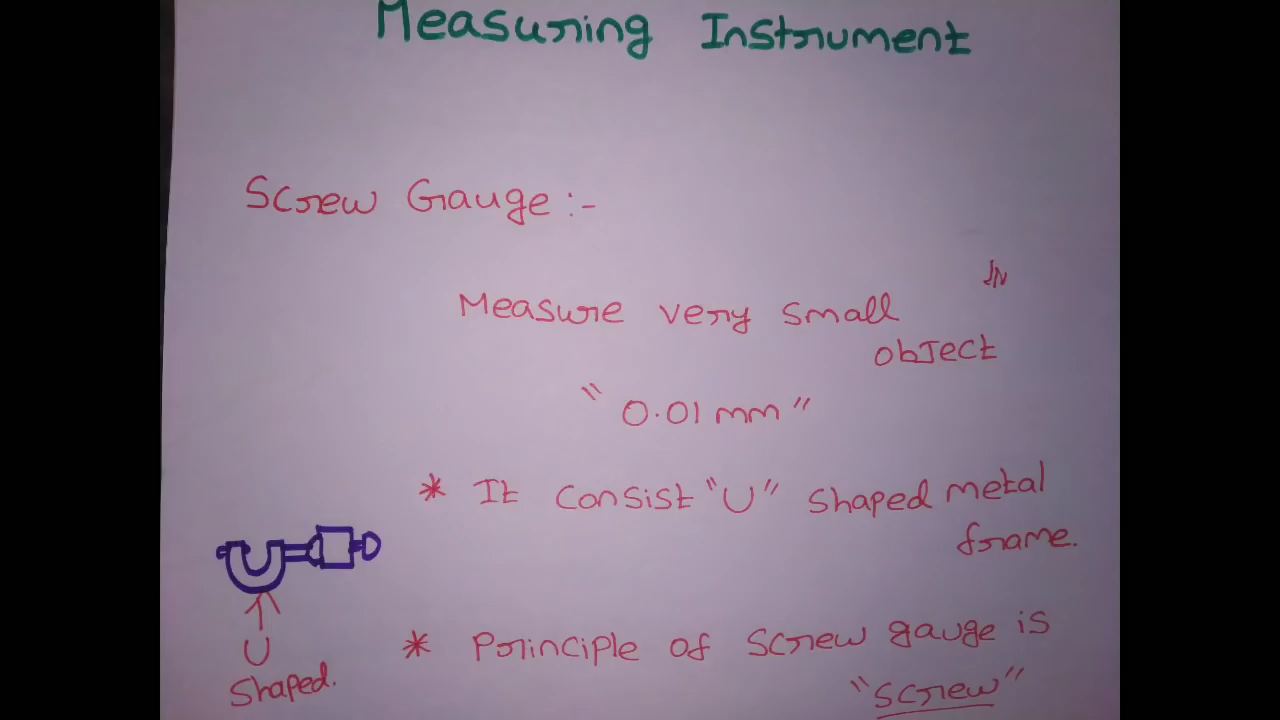 Measuring Instrument
Screw Gauge :-
Measure very small
object
"0.01 mm"
* It Consist "U" shaped metal
frame.
* Principle of screw gauge is
"screw"
U
Shaped.